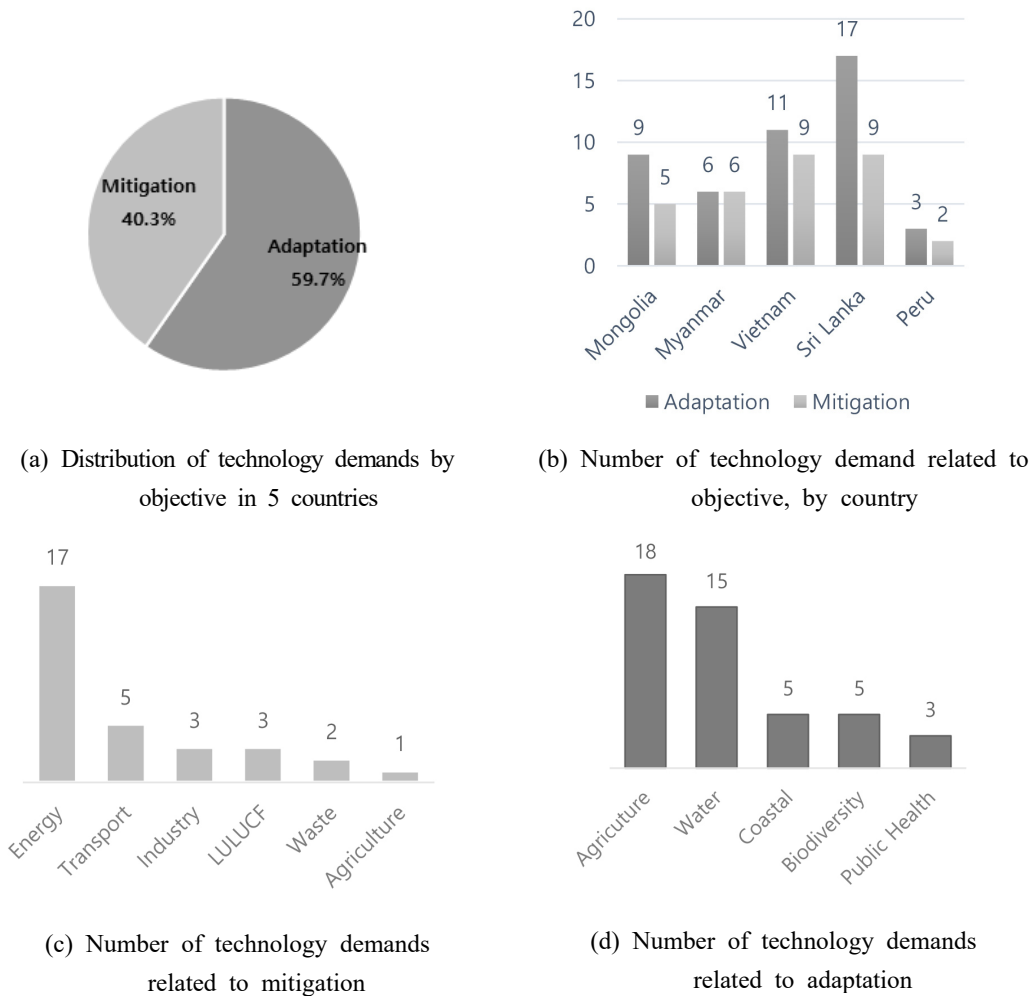 Mitigation
40.3%
Adaptation
59.7%
20
15
10
5
0
9
5
6
6
11
9
17
9
3
2
Mongolia
Myanmar
Vietnam
Sri Lanka
Peru
Adaptation
Mitigation
(a) Distribution of technology demands by
objective in 5 countries
(b) Number of technology demand related to
objective, by country
17
5
3
3
2
1
Energy
Transport
Industry
LULUCF
Waste
Agriculture
18
15
5
5
3
Agricuture
Water
Coastal
Biodiversity
Public Health
(c) Number of technology demands
related to mitigation
(d) Number of technology demands
related to adaptation